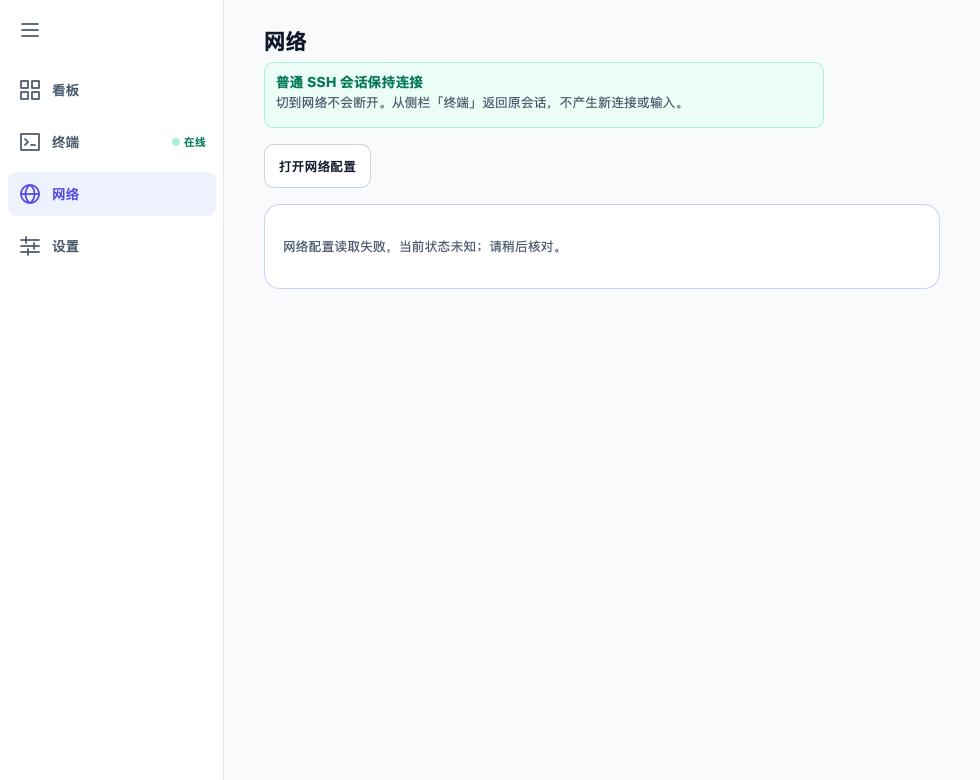 看板
终端
在线
网络
设置
网络
普通 SSH 会话保持连接
切到网络不会断开。从侧栏「终端」返回原会话，不产生新连接或输入。
打开网络配置
网络配置读取失败，当前状态未知；请稍后核对。